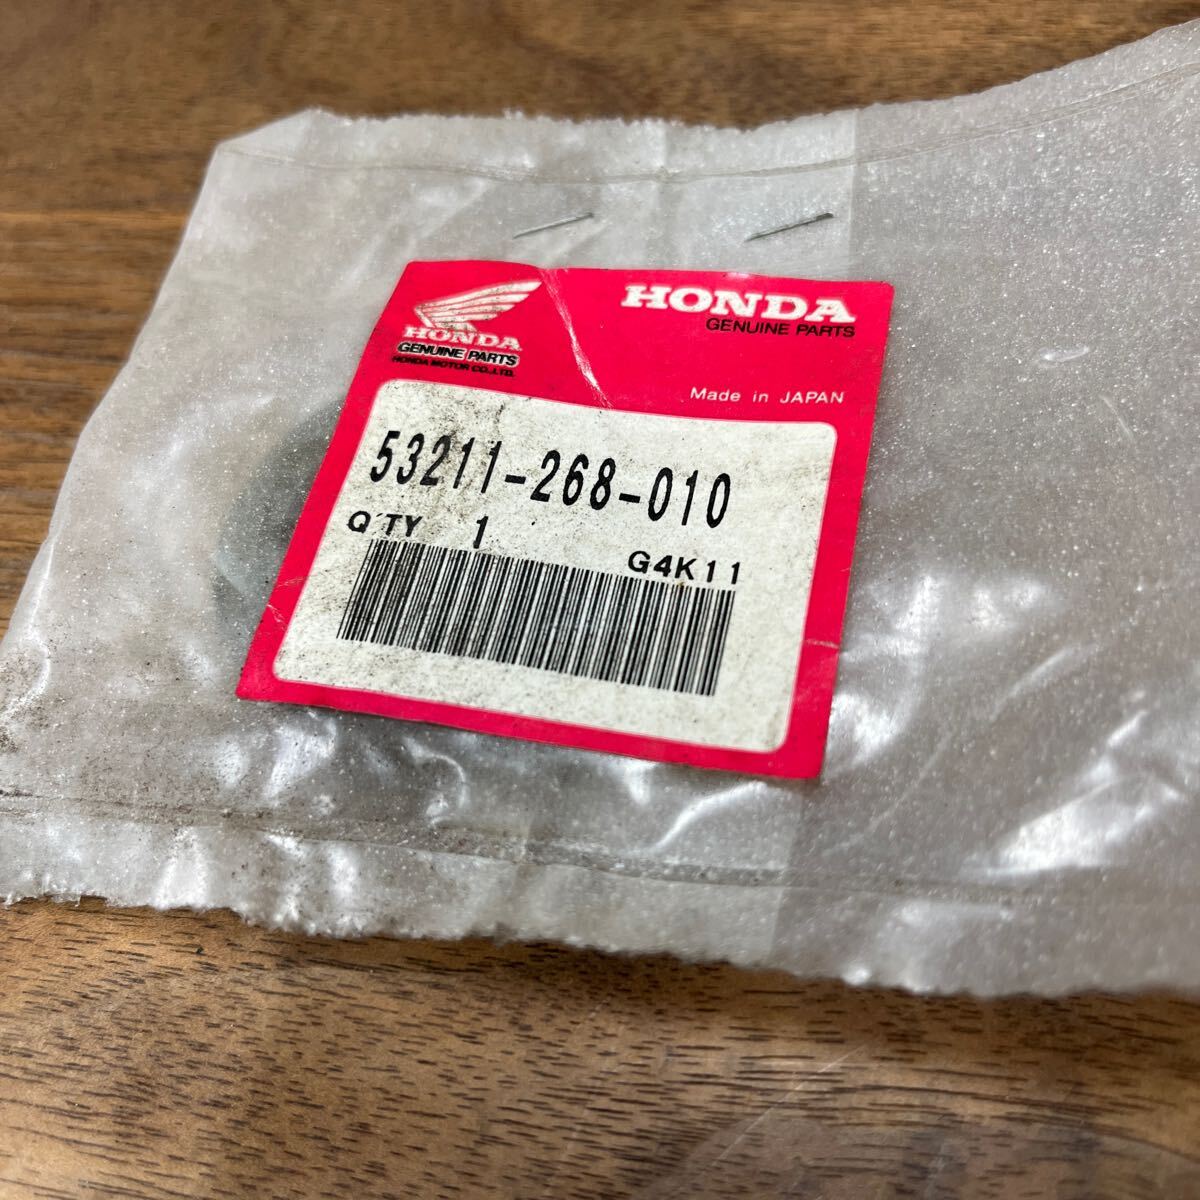 HONDA
GENUINE PARTS
HONDA MOTOR CO.,LTD.
HONDA
GENUINE PARTS
Made in JAPAN
53211-268-010
Q'TY 1
G4K11